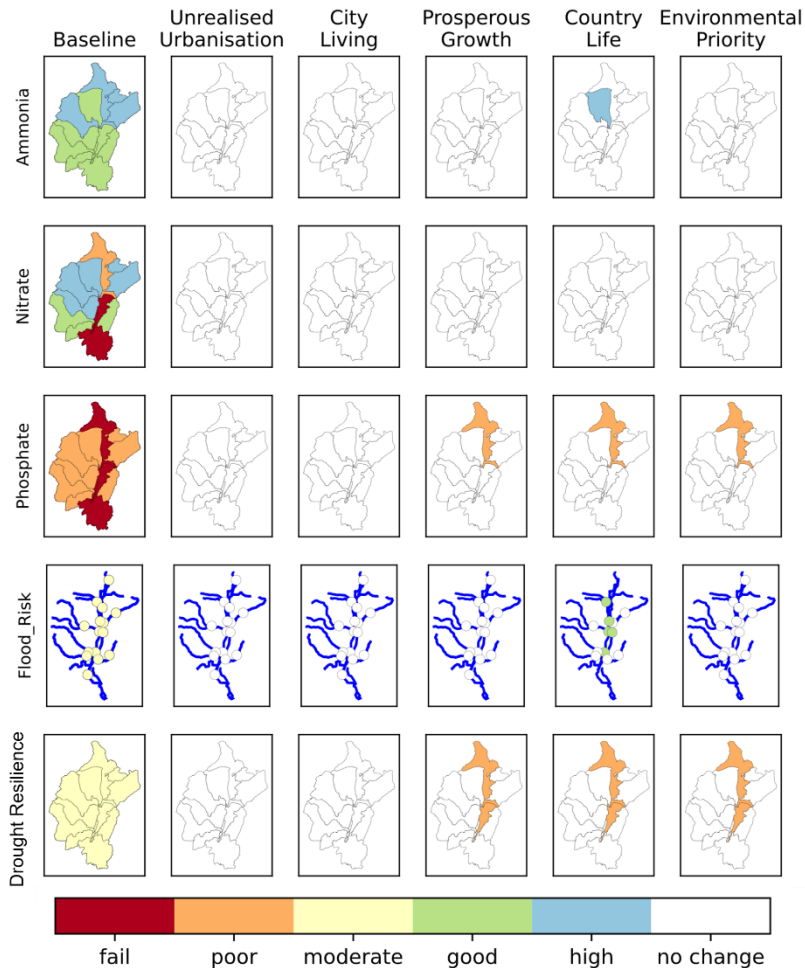 Baseline
Unrealised
Urbanisation
City
Living
Prosperous
Growth
Country
Life
Environmental
Priority
Ammonia
Nitrate
Phosphate
Flood_Risk
Drought Resilience
fail
poor
moderate
good
high
no change